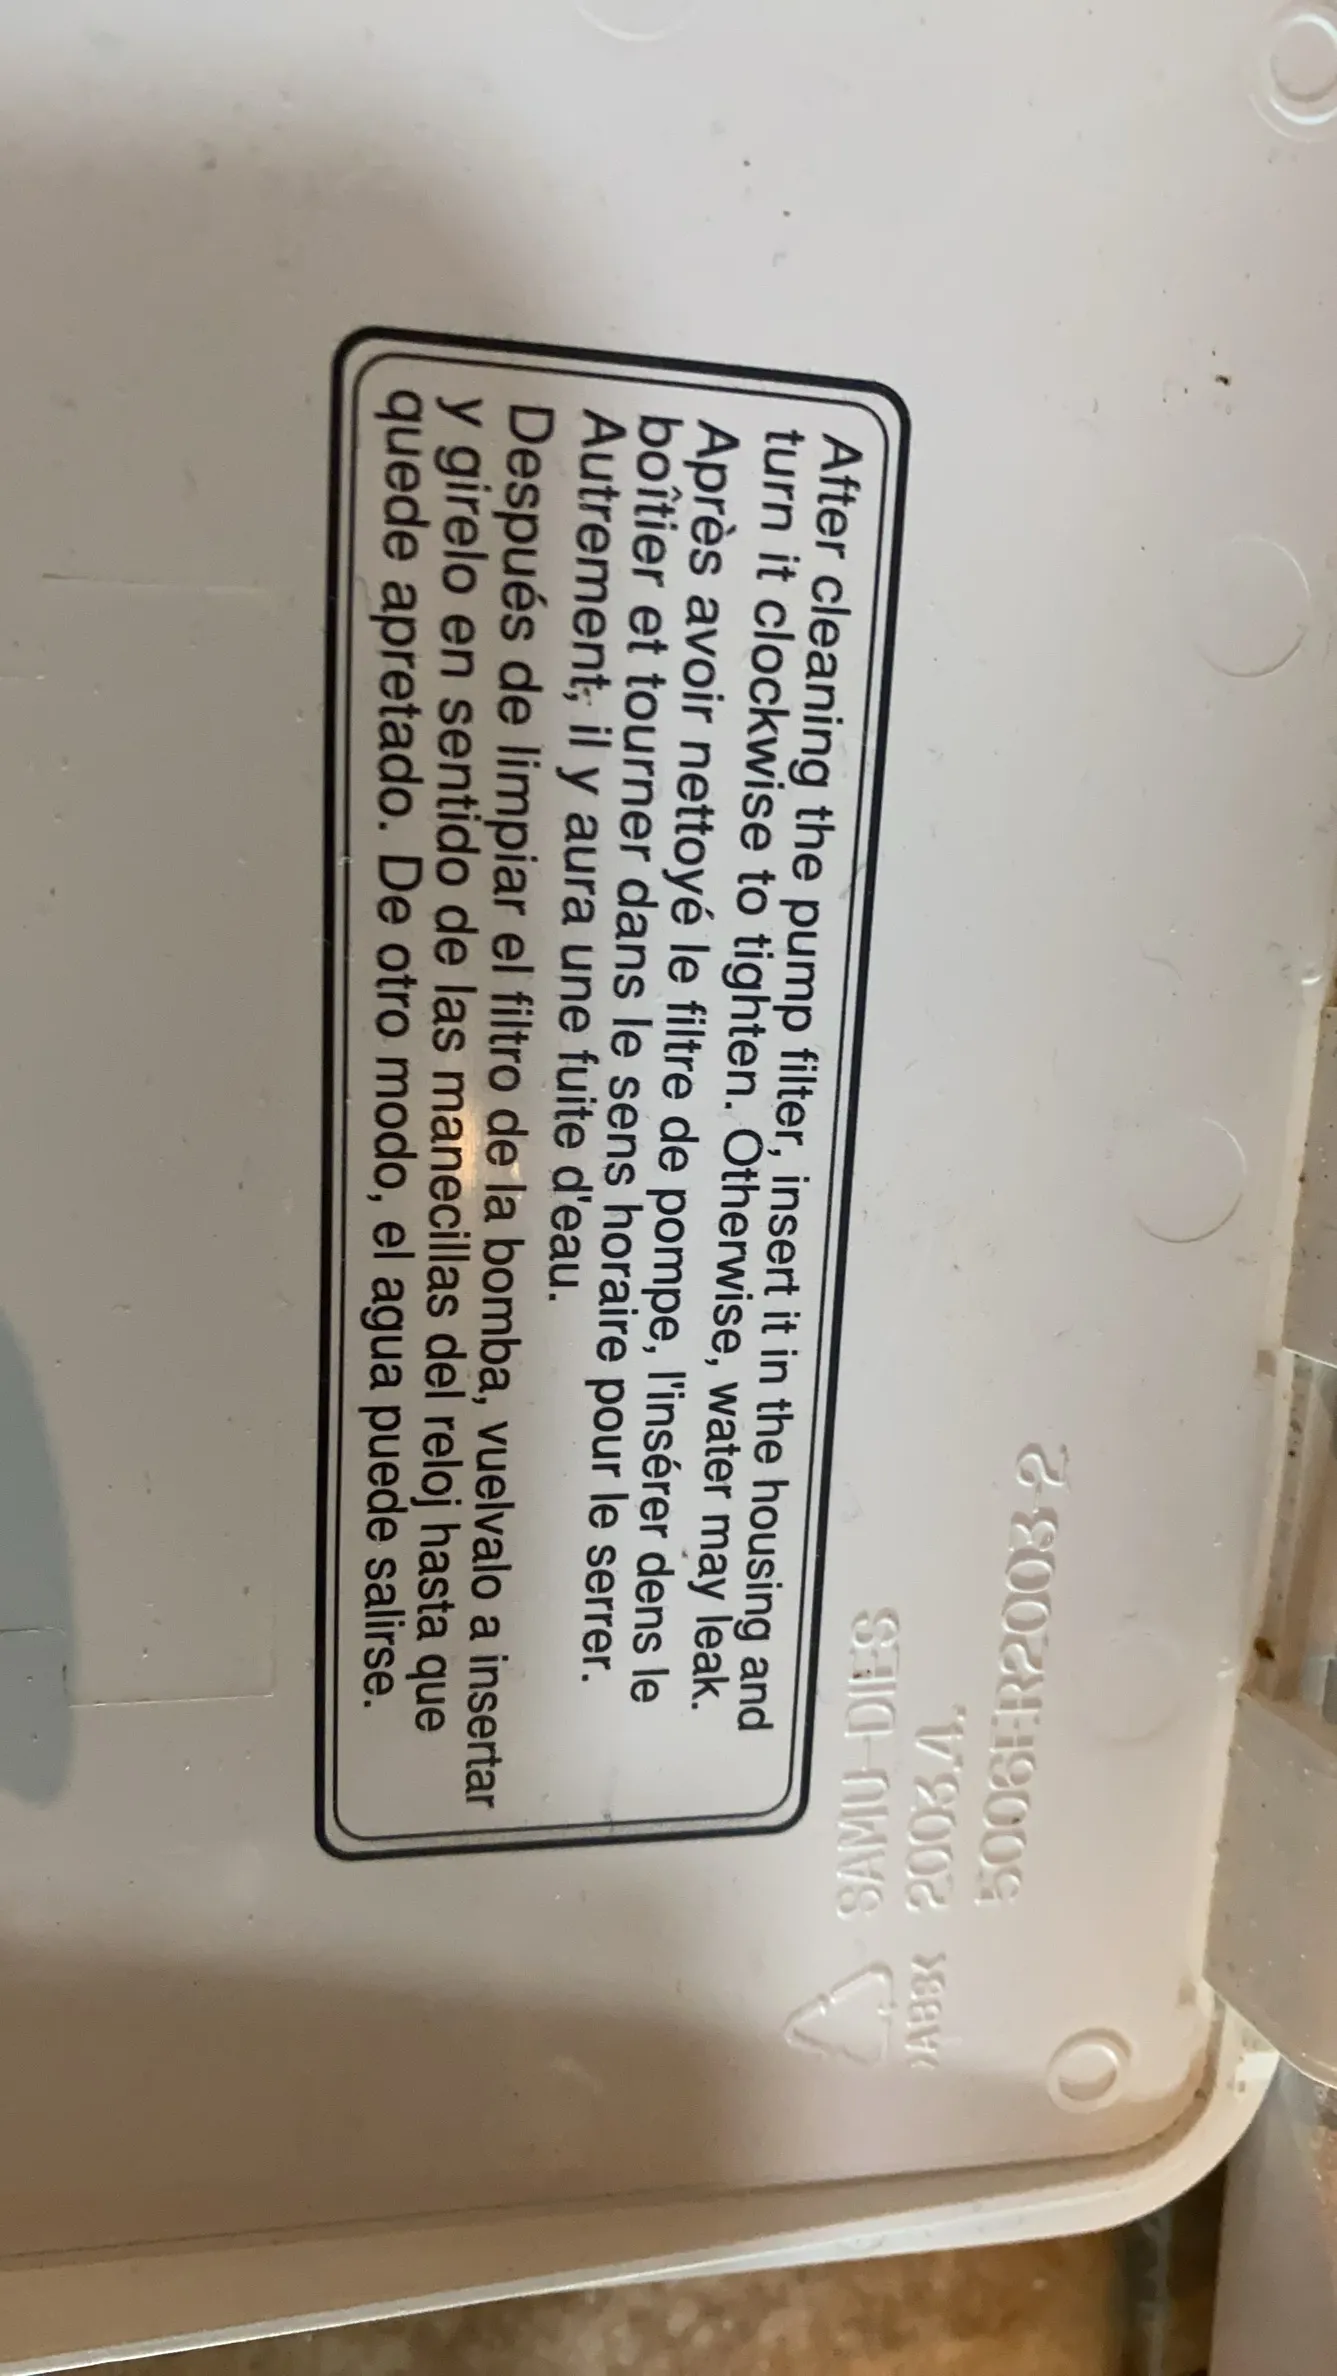 After cleaning the pump filter, insert it in the housing and
turn it clockwise to tighten. Otherwise, water may leak.
Après avoir nettoyé le filtre de pompe, l'insérer dens le
boîtier et tourner dans le sens horaire pour le serrer.
Autrement, il y aura une fuite d'eau.
Después de limpiar el filtro de la bomba, vuelvalo a insertar
y girelo en sentido de las manecillas del reloj hasta que
quede apretado. De otro modo, el agua puede salirse.